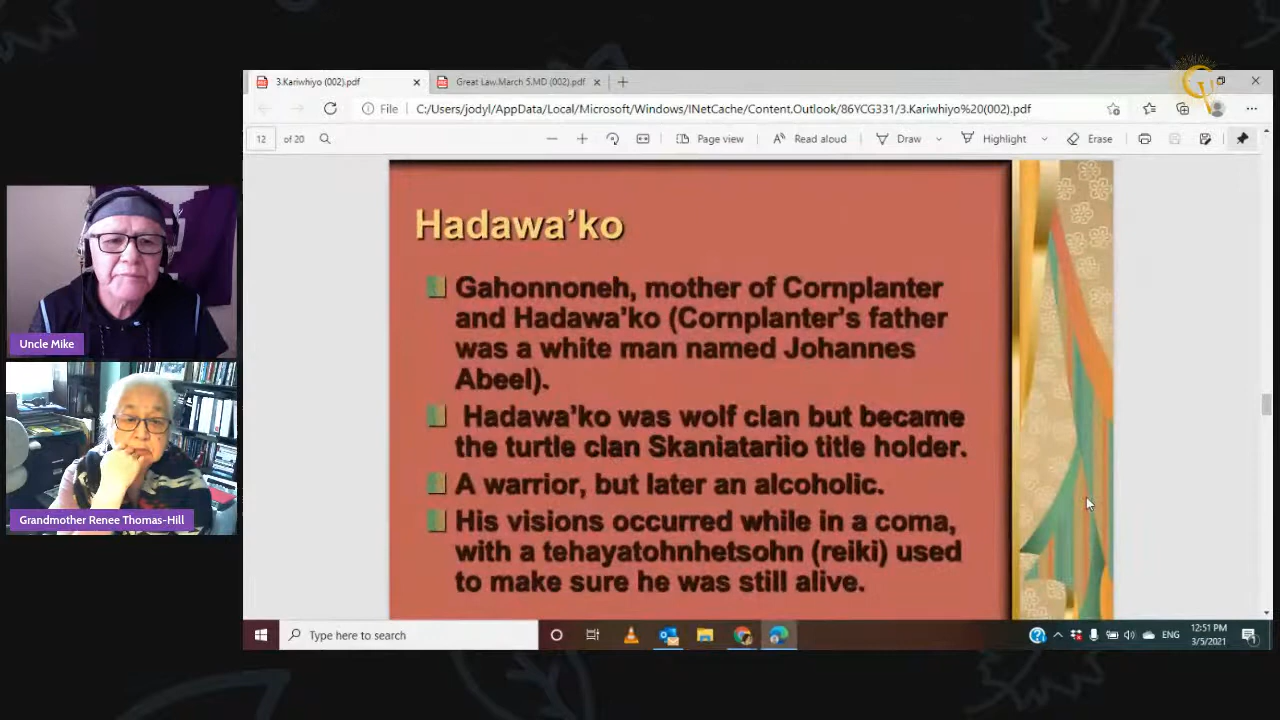 3.Kariwhiyo (002).pdf
Great Law.March 5.MD (002).pdf
File
C:/Users/jodyl/AppData/Local/Microsoft/Windows/INetCache/Content.Outlook/86YCG331/3.Kariwhiyo%20(002).pdf
12 of 20
Page view
Read aloud
Draw
Highlight
Erase
Hadawa’ko
Gahonnoneh, mother of Cornplanter
and Hadawa’ko (Cornplanter’s father
was a white man named Johannes
Abeel).
Hadawa’ko was wolf clan but became
the turtle clan Skaniatariio title holder.
A warrior, but later an alcoholic.
His visions occurred while in a coma,
with a tehayatohnhetsohn (reiki) used
to make sure he was still alive.
Uncle Mike
Grandmother Renee Thomas-Hill
Type here to search
ENG
12:51 PM
3/5/2021